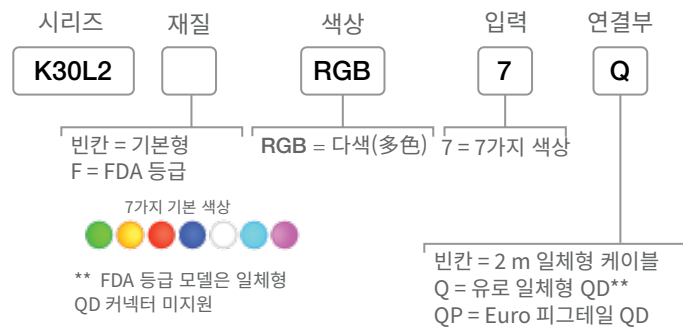 시리즈 재질 색상 입력 연결부
K30L2 RGB 7 Q
빈칸 = 기본형
F = FDA 등급
RGB = 다색(多色)
7 = 7가지 색상
7가지 기본 색상
** FDA 등급 모델은 일체형
QD 커넥터 미지원
빈칸 = 2 m 일체형 케이블
Q = 유로 일체형 QD**
QP = Euro 피그테일 QD